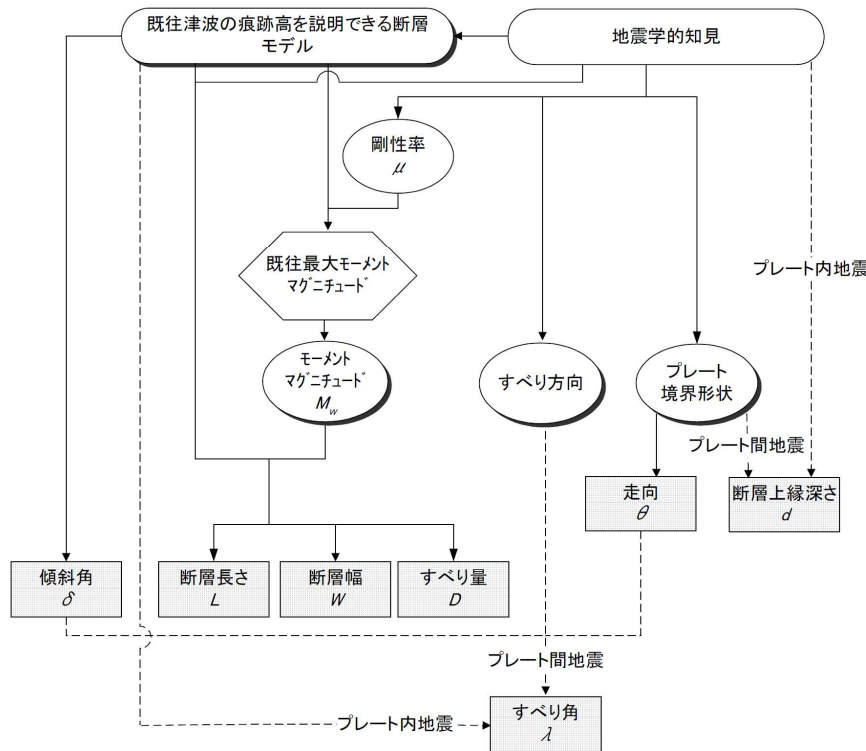 既往津波の痕跡高を説明できる断層
モデル
地震学的知見
剛性率
μ
既往最大モーメント
マグニチュード
プレート内地震
モーメント
マグニチュード
Mw
すべり方向
プレート
境界形状
プレート間地震
走向
θ
断層上縁深さ
d
傾斜角
δ
断層長さ
L
断層幅
W
すべり量
D
プレート間地震
プレート内地震
すべり角
λ